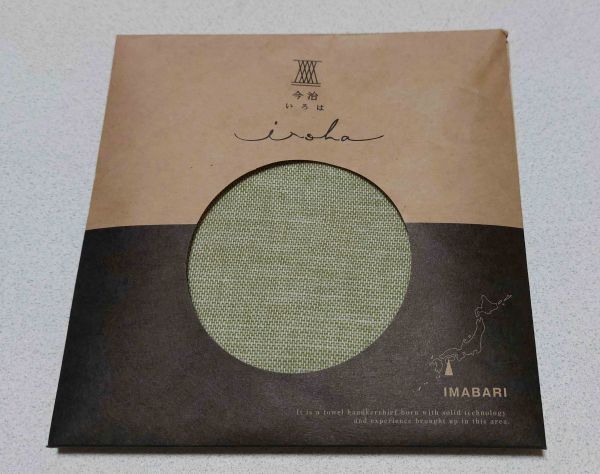 今治
いろは
iroha
IMABARI
It is a towel handkerchief born with solid technology
and experience brought up in this area.